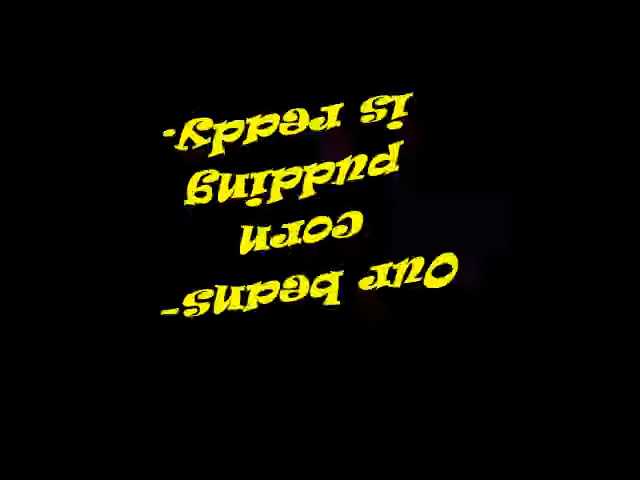 Our beans-
corn
pudding
is ready.